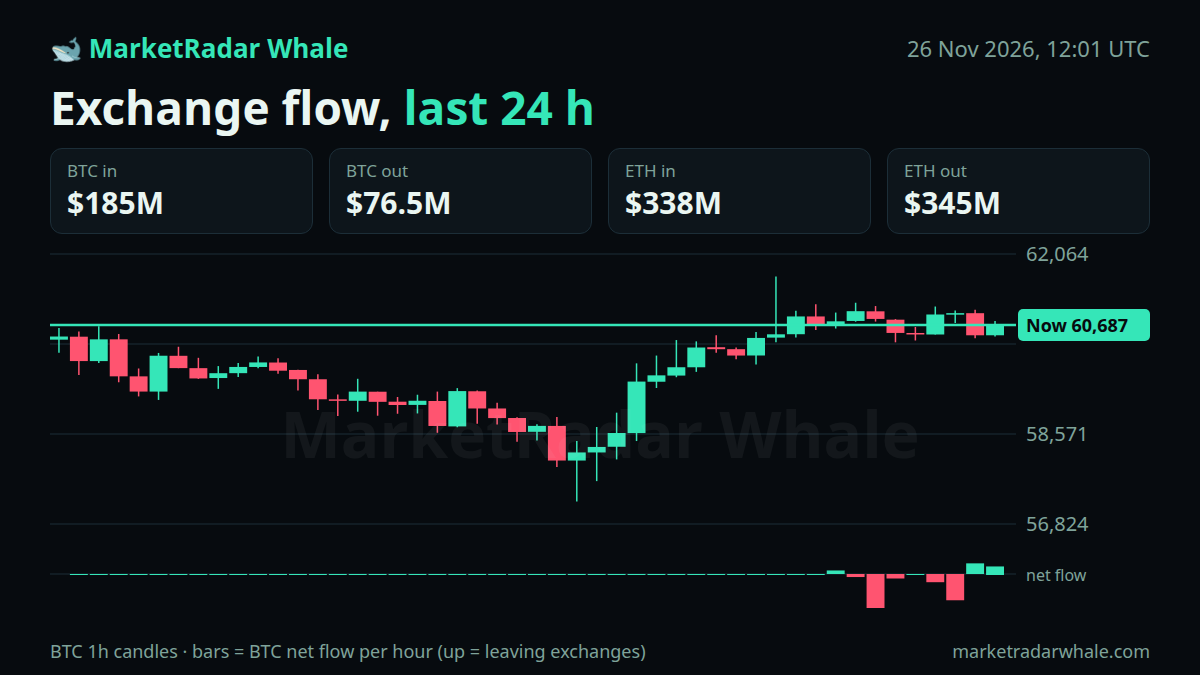 MarketRadar Whale
26 Nov 2026, 12:01 UTC
Exchange flow, last 24 h
BTC in
$185M
BTC out
$76.5M
ETH in
$338M
ETH out
$345M
62,064
Now 60,687
MarketRadar Whale
58,571
56,824
net flow
BTC 1h candles · bars = BTC net flow per hour (up = leaving exchanges)
marketradarwhale.com